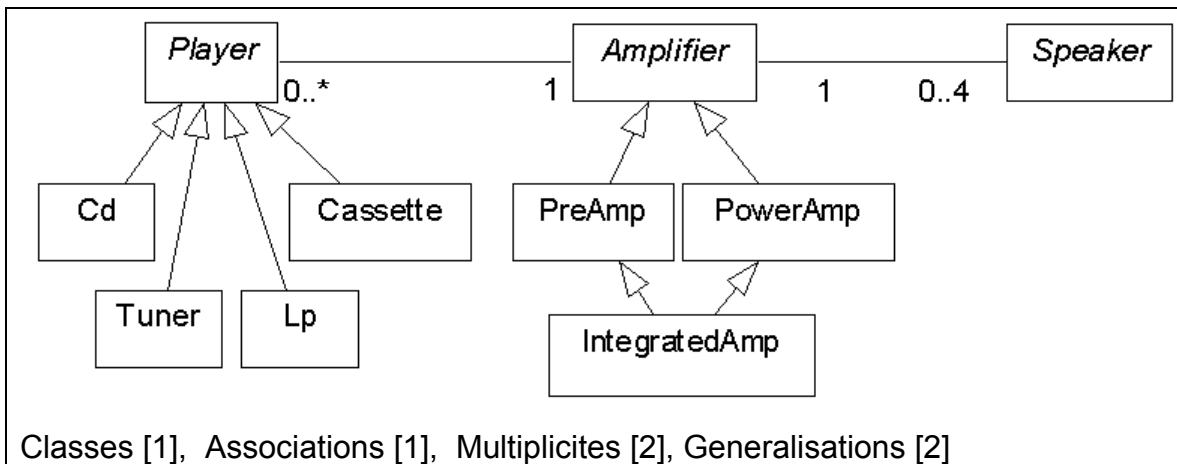 Player
Amplifier
Speaker
0..*
1
1
0..4
Cd
Cassette
PreAmp
PowerAmp
Tuner
Lp
IntegratedAmp
Classes [1], Associations [1], Multiplicites [2], Generalisations [2]